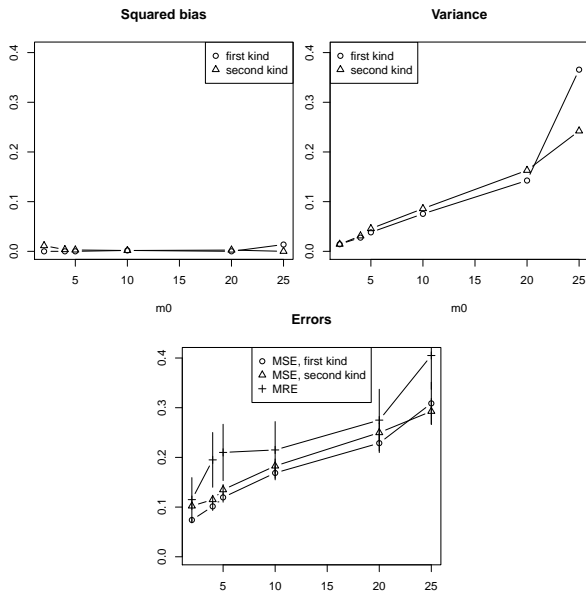 Squared bias
0.0 0.1 0.2 0.3 0.4
first kind
second kind
5 10 15 20 25
m0
Variance
0.0 0.1 0.2 0.3 0.4
first kind
second kind
5 10 15 20 25
m0
Errors
0.0 0.1 0.2 0.3 0.4
MSE, first kind
MSE, second kind
MRE
5 10 15 20 25